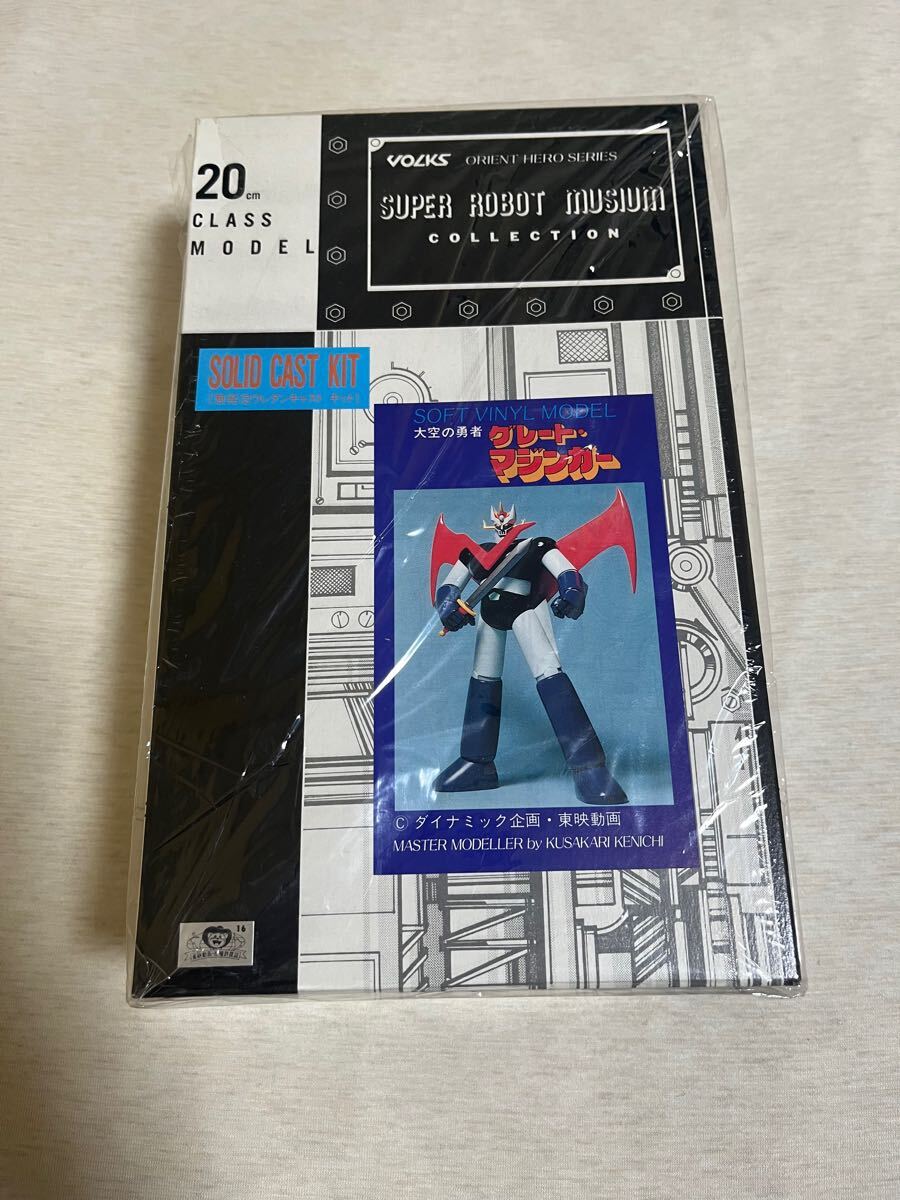 20cm
CLASS
MODEL
VOLKS ORIENT HERO SERIES
SUPER ROBOT MUSIUM
COLLECTION
SOLID CAST KIT
SOFT VINYL MODEL
大空の勇者 グレート・
マジンガー
© ダイナミック企画・東映動画
MASTER MODELLER by KUSAKARI KENICHI
16